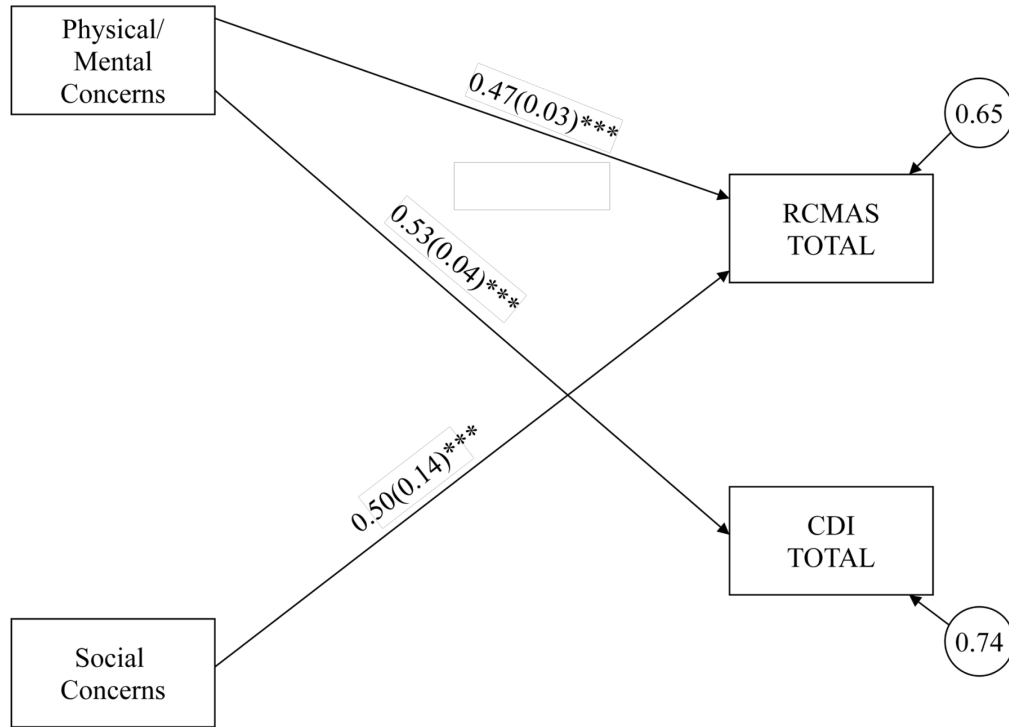 Physical/
Mental
Concerns
0.47(0.03)***
0.65
RCMAS
TOTAL
0.53(0.04)***
0.50(0.14)***
CDI
TOTAL
0.74
Social
Concerns